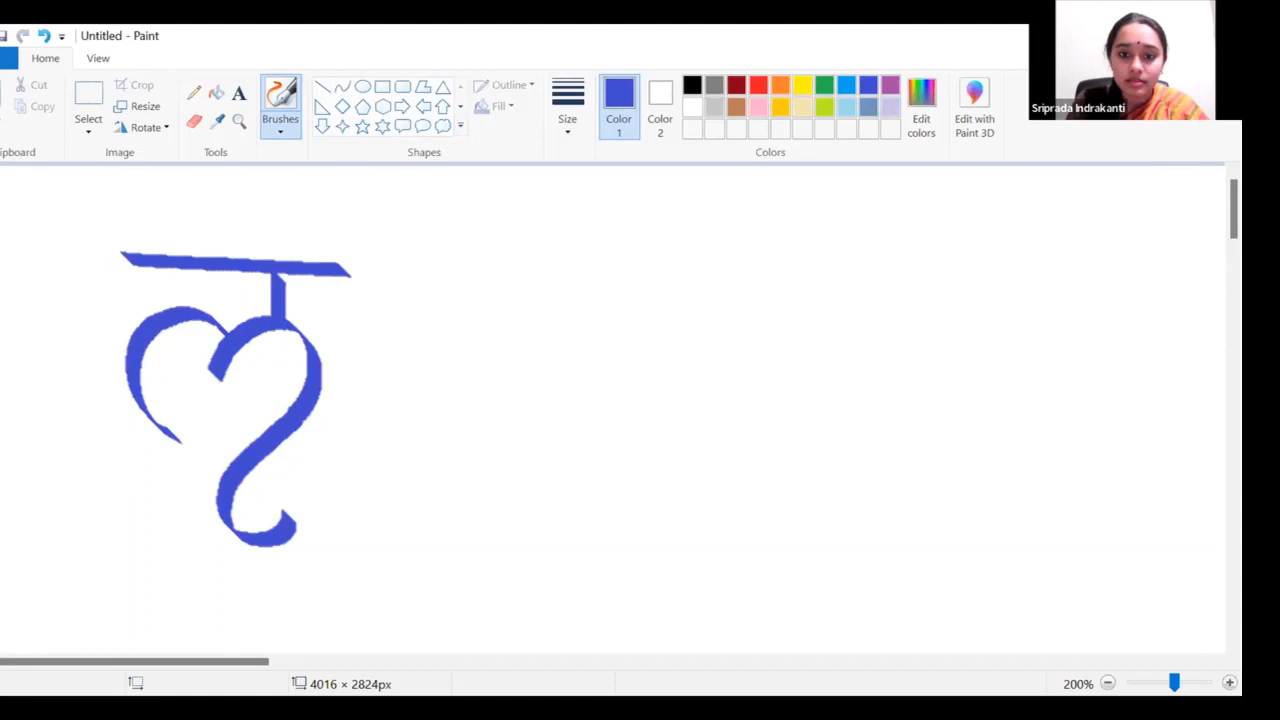 Untitled - Paint
Sriprada Indrakanti
Home View
Cut
Copy
ipboard
Select
Crop
Resize
Rotate
Image
Tools
Brushes
Shapes
Outline
Fill
Size
Color 1
Color 2
Colors
Edit colors
Edit with Paint 3D
ऌ
4016 × 2824px
200%